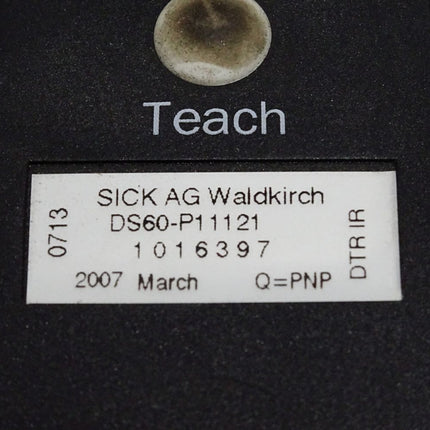 Teach
SICK AG Waldkirch
0713
DS60-P11121
1016397
DTR IR
2007 March Q=PNP